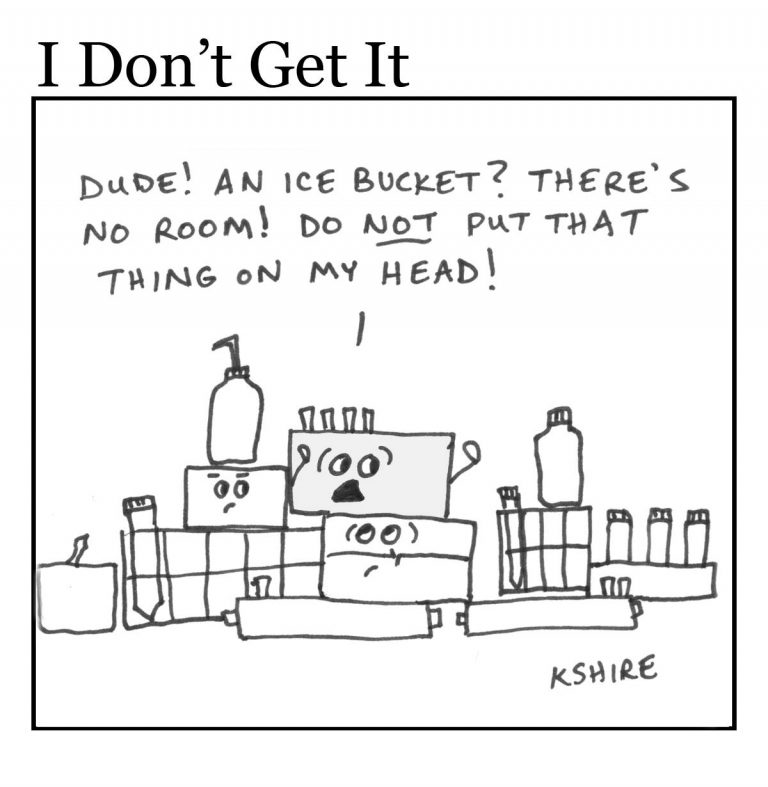 I Don’t Get It
DUDE! AN ICE BUCKET? THERE'S
NO ROOM! DO NOT PUT THAT
THING ON MY HEAD!
KSHIRE